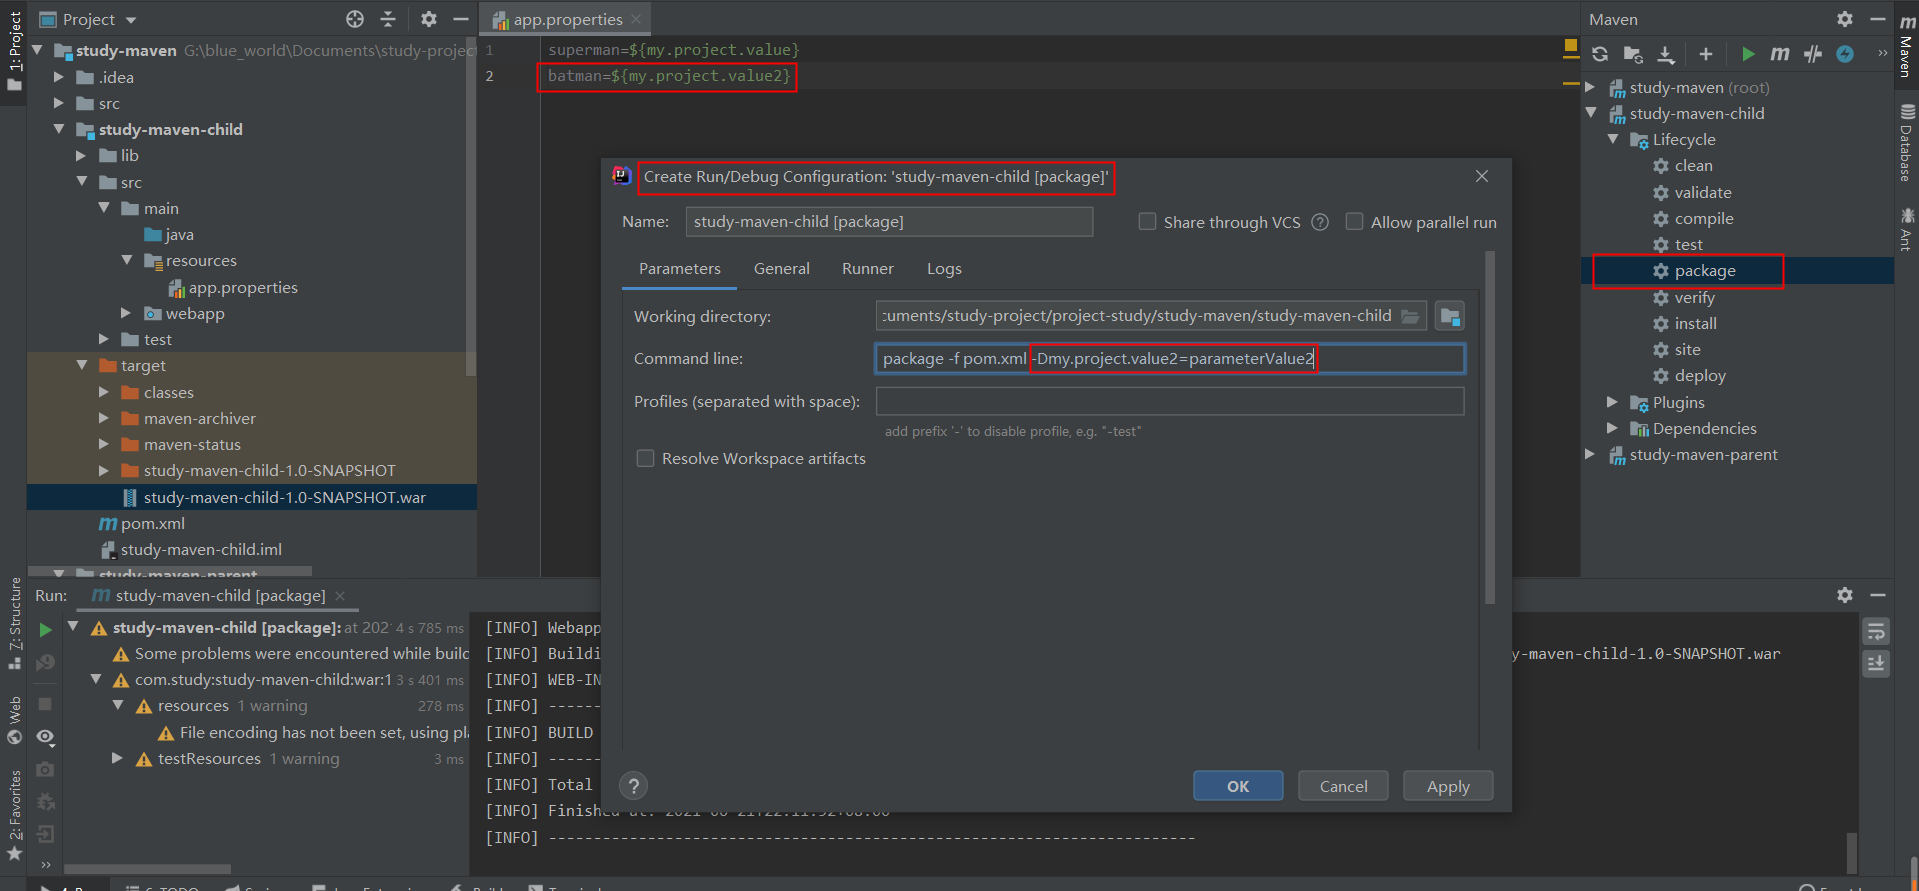 1: Project
Project
study-maven G:\blue_world\Documents\study-projec
.idea
src
study-maven-child
lib
src
main
java
resources
app.properties
webapp
test
target
classes
maven-archiver
maven-status
study-maven-child-1.0-SNAPSHOT
study-maven-child-1.0-SNAPSHOT.war
pom.xml
study-maven-child.iml
study-maven-parent
app.properties
1 superman=${my.project.value}
2 batman=${my.project.value2}
Create Run/Debug Configuration: 'study-maven-child [package]'
Name: study-maven-child [package] Share through VCS Allow parallel run
Parameters General Runner Logs
Working directory: cuments/study-project/project-study/study-maven/study-maven-child
Command line: package -f pom.xml -Dmy.project.value2=parameterValue2
Profiles (separated with space):
add prefix '-' to disable profile, e.g. "-test"
Resolve Workspace artifacts
? OK Cancel Apply
Maven
study-maven (root)
study-maven-child
Lifecycle
clean
validate
compile
test
package
verify
install
site
deploy
Plugins
Dependencies
study-maven-parent
Maven
Database
Ant
7: Structure
Web
2: Favorites
Run: study-maven-child [package]
study-maven-child [package]: at 202 4 s 785 ms
Some problems were encountered while build
com.study:study-maven-child:war:1 3 s 401 ms
resources 1 warning 278 ms
File encoding has not been set, using pla
testResources 1 warning 3 ms
[INFO] Webapp
[INFO] Buildi y-maven-child-1.0-SNAPSHOT.war
[INFO] WEB-IN
[INFO] ------
[INFO] BUILD
[INFO] ------
[INFO] Total
[INFO] Finished at: 2021-06-21T22:11:52+08:00
[INFO] ------------------------------------------------------------------------
6: TODO